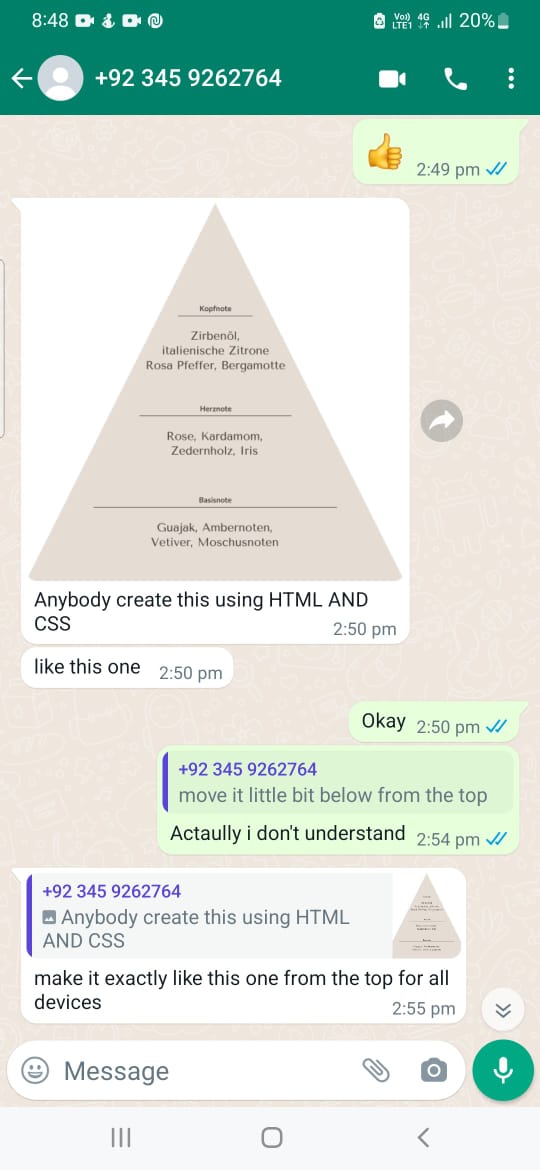 8:48
Vo))
LTE1
4G
20%
+92 345 9262764
2:49 pm
Kopfnote
Zirbenöl,
italienische Zitrone
Rosa Pfeffer, Bergamotte
Herznote
Rose, Kardamom,
Zedernholz, Iris
Basisnote
Guajak, Ambernoten,
Vetiver, Moschusnoten
Anybody create this using HTML AND
CSS
2:50 pm
like this one 2:50 pm
Okay 2:50 pm
+92 345 9262764
move it little bit below from the top
Actaully i don't understand 2:54 pm
+92 345 9262764
Anybody create this using HTML
AND CSS
make it exactly like this one from the top for all
devices
2:55 pm
Message